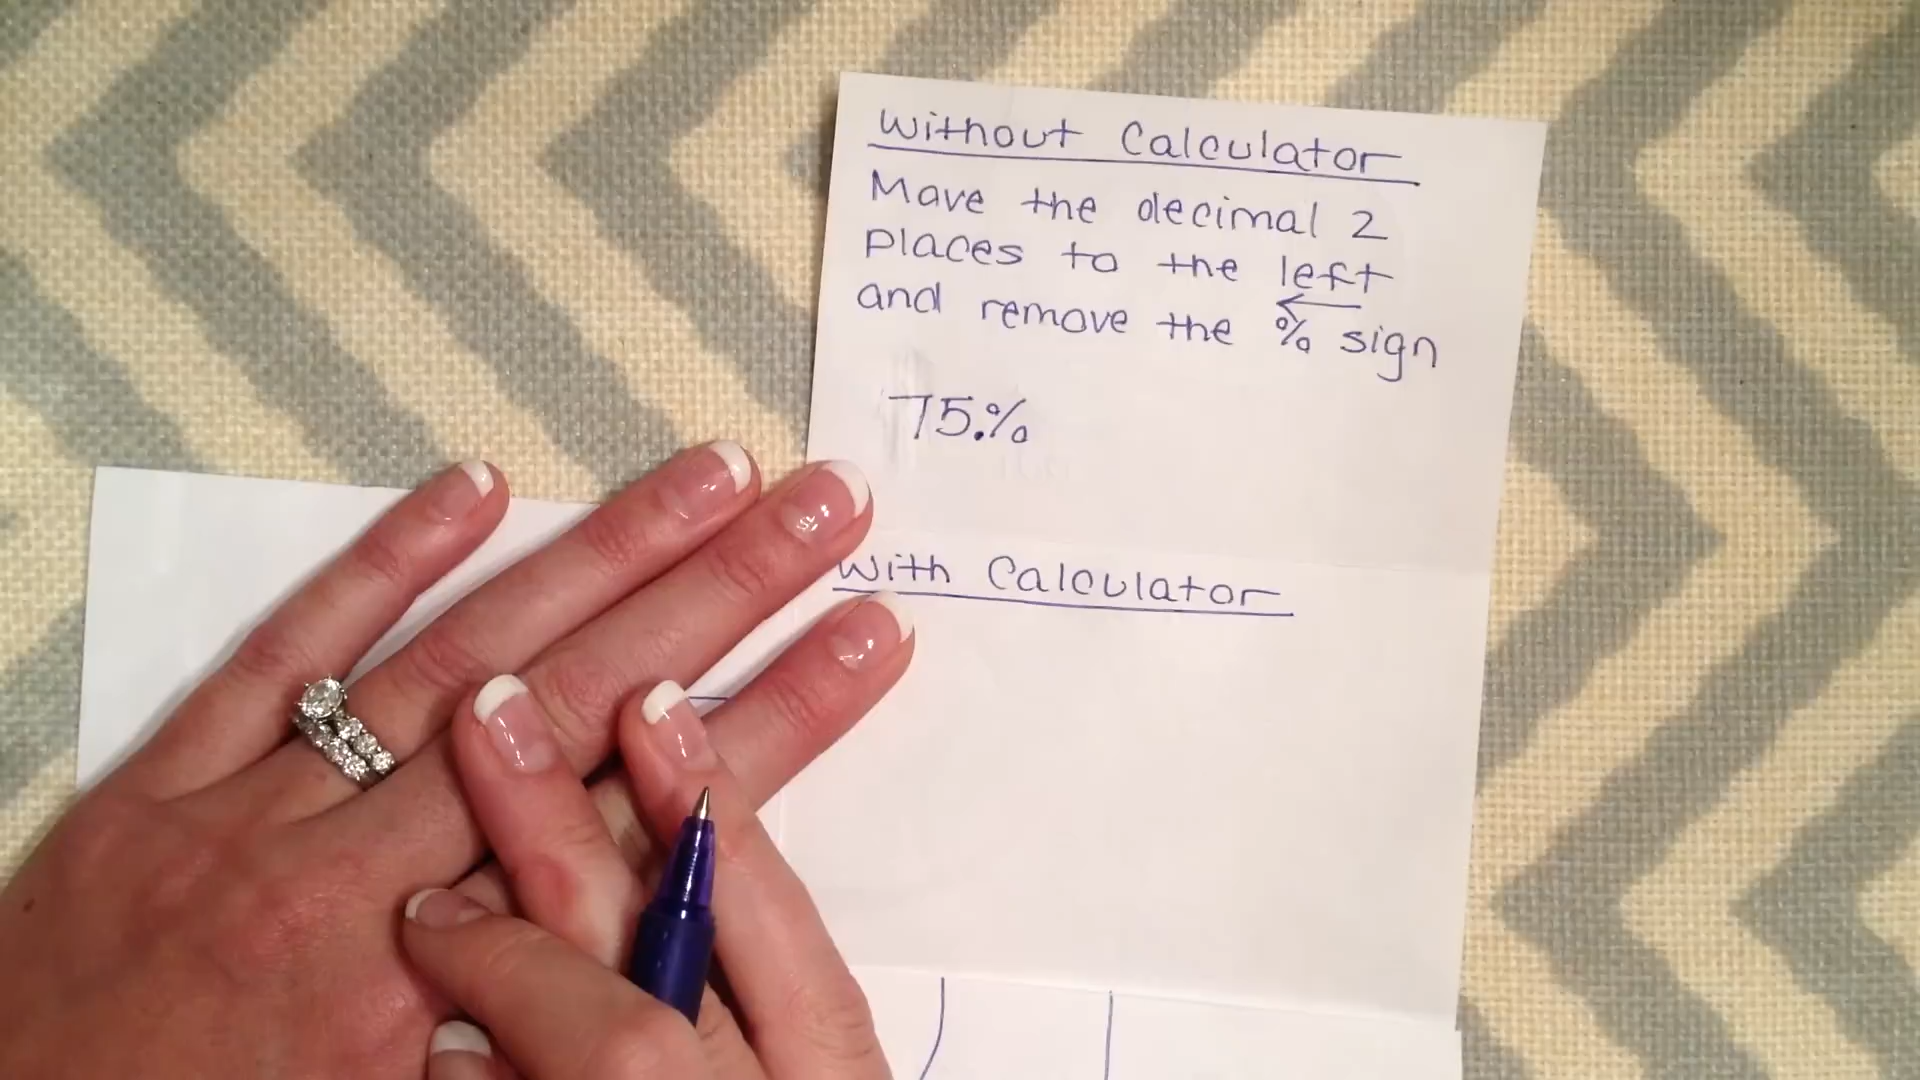 Without Calculator
Move the decimal 2
places to the left
and remove the % sign
75.%
With Calculator